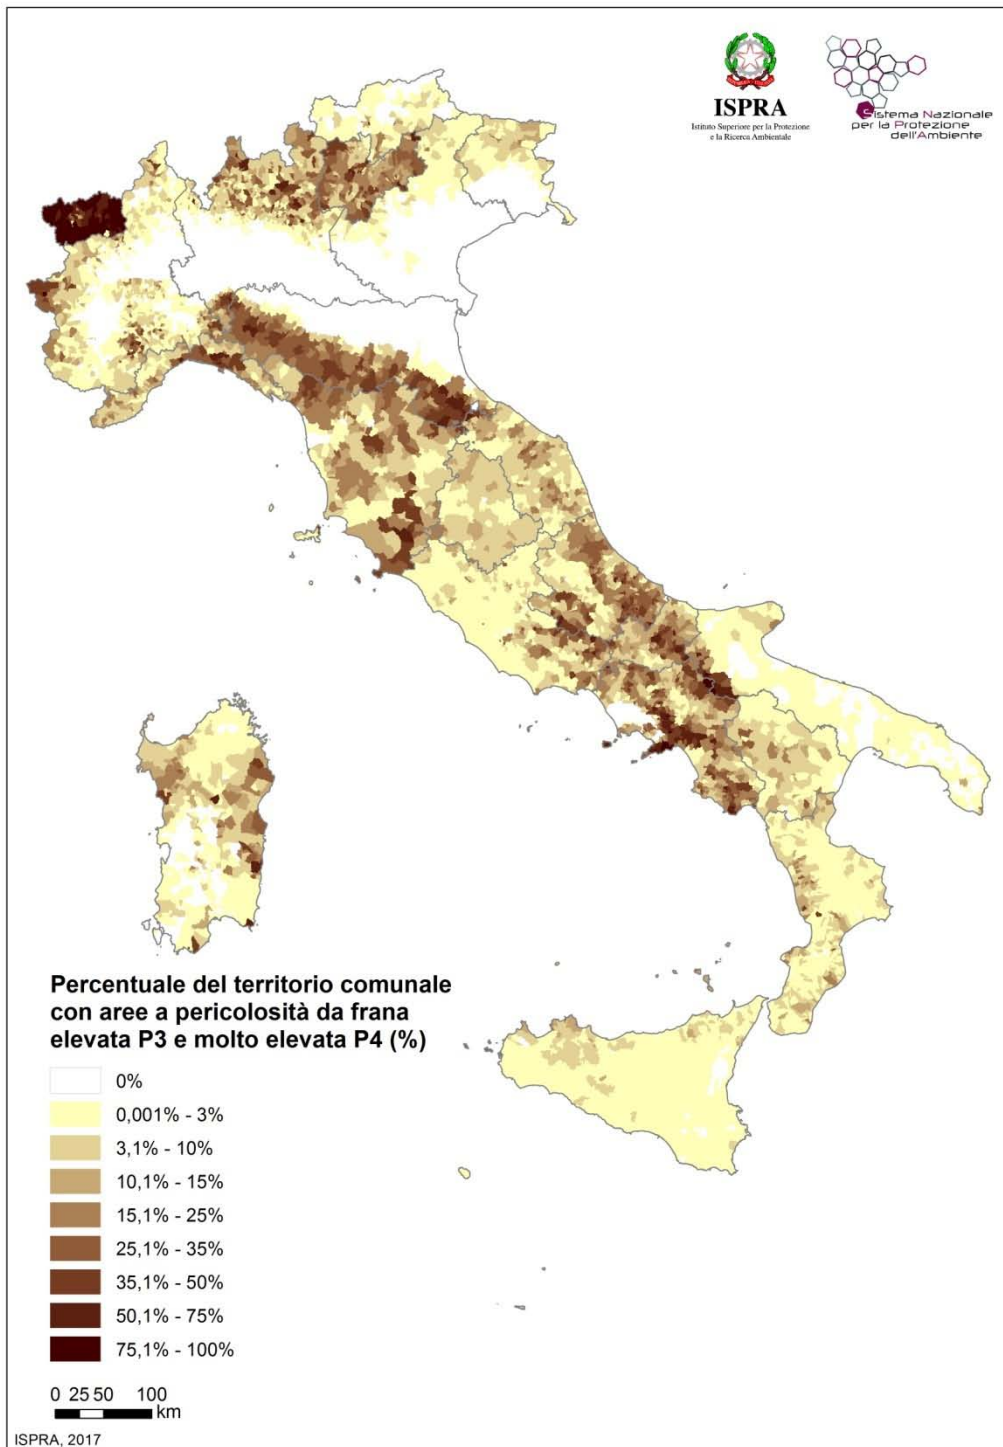 ISPRA
Istituto Superiore per la Protezione
e la Ricerca Ambientale
Sistema Nazionale
per la Protezione
dell'Ambiente
Percentuale del territorio comunale
con aree a pericolosità da frana
elevata P3 e molto elevata P4 (%)
0%
0,001% - 3%
3,1% - 10%
10,1% - 15%
15,1% - 25%
25,1% - 35%
35,1% - 50%
50,1% - 75%
75,1% - 100%
0 25 50 100
km
ISPRA, 2017